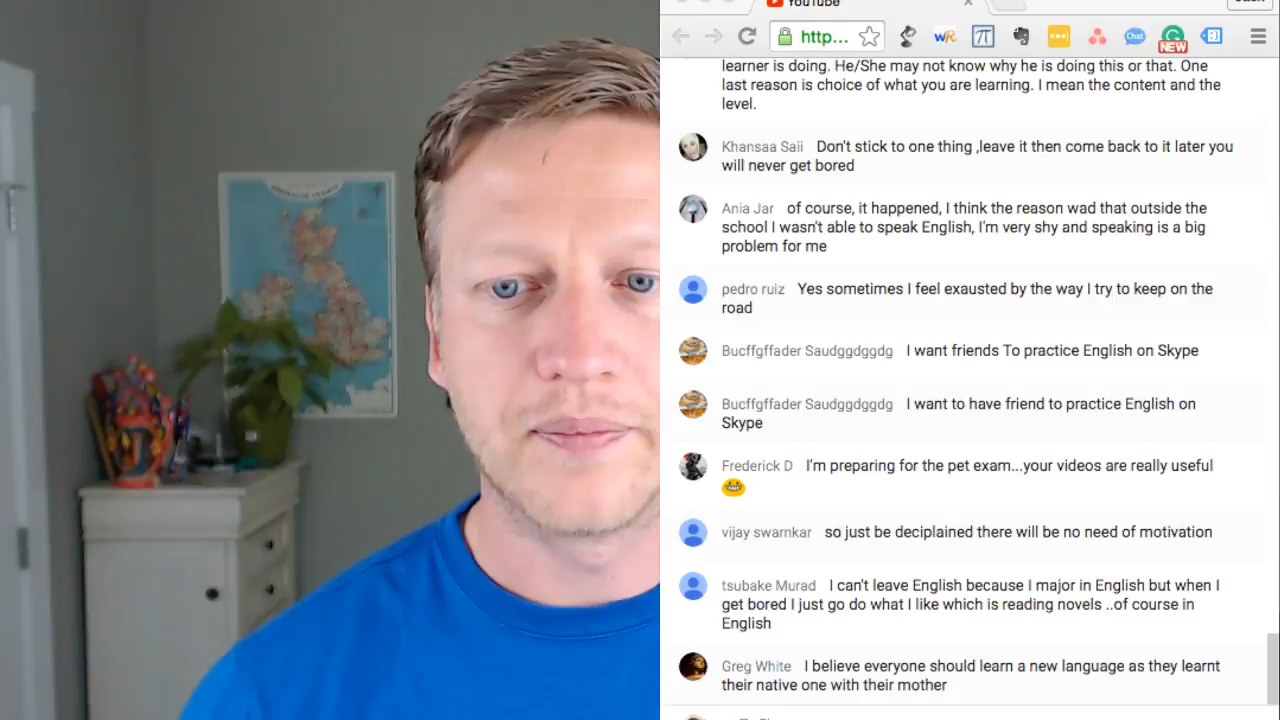 YouTube
http...
wR
π
Chat
NEW
learner is doing. He/She may not know why he is doing this or that. One
last reason is choice of what you are learning. I mean the content and the
level.
Khansaa Saii Don't stick to one thing ,leave it then come back to it later you
will never get bored
Ania Jar of course, it happened, I think the reason wad that outside the
school I wasn't able to speak English, I'm very shy and speaking is a big
problem for me
pedro ruiz Yes sometimes I feel exausted by the way I try to keep on the
road
Bucffgffader Saudggdggdg I want friends To practice English on Skype
Bucffgffader Saudggdggdg I want to have friend to practice English on
Skype
Frederick D I'm preparing for the pet exam...your videos are really useful
vijay swarnkar so just be deciplained there will be no need of motivation
tsubake Murad I can't leave English because I major in English but when I
get bored I just go do what I like which is reading novels ..of course in
English
Greg White I believe everyone should learn a new language as they learnt
their native one with their mother